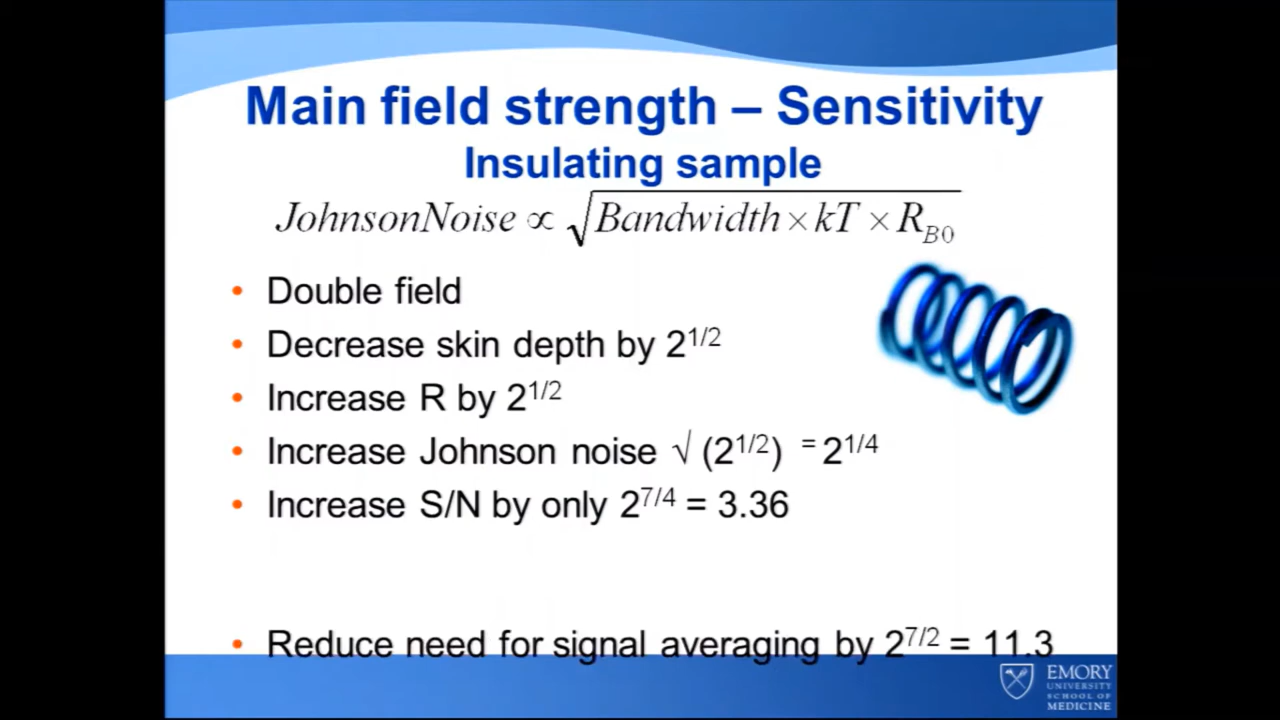 Main field strength – Sensitivity
Insulating sample
JohnsonNoise ∝ √Bandwidth × kT × R_B0
• Double field
• Decrease skin depth by 2^1/2
• Increase R by 2^1/2
• Increase Johnson noise √ (2^1/2) = 2^1/4
• Increase S/N by only 2^7/4 = 3.36
• Reduce need for signal averaging by 2^7/2 = 11.3
EMORY
UNIVERSITY
SCHOOL OF
MEDICINE